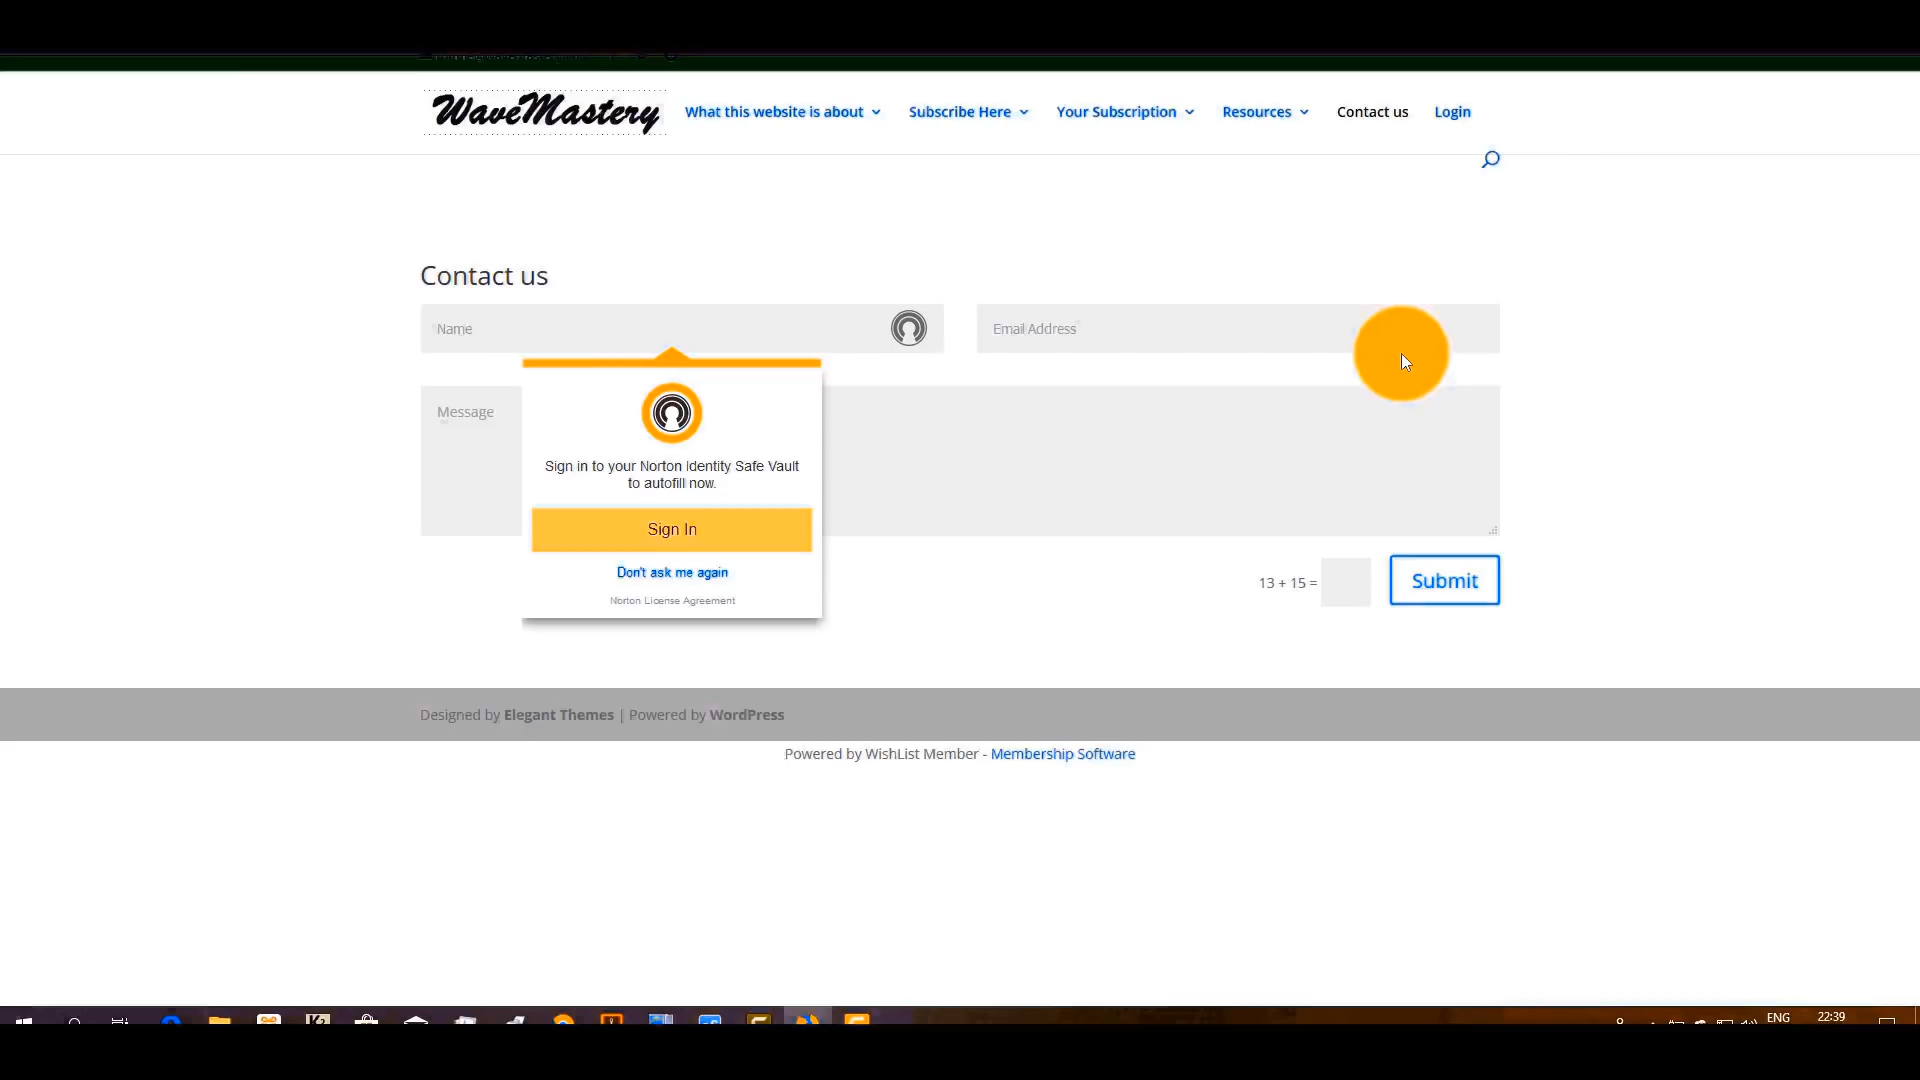 WaveMastery
What this website is about
Subscribe Here
Your Subscription
Resources
Contact us
Login
Contact us
Name
Email Address
Message
Sign in to your Norton Identity Safe Vault
to autofill now.
Sign In
Don't ask me again
Norton License Agreement
13 + 15 =
Submit
Designed by Elegant Themes | Powered by WordPress
Powered by WishList Member - Membership Software
ENG
22:39